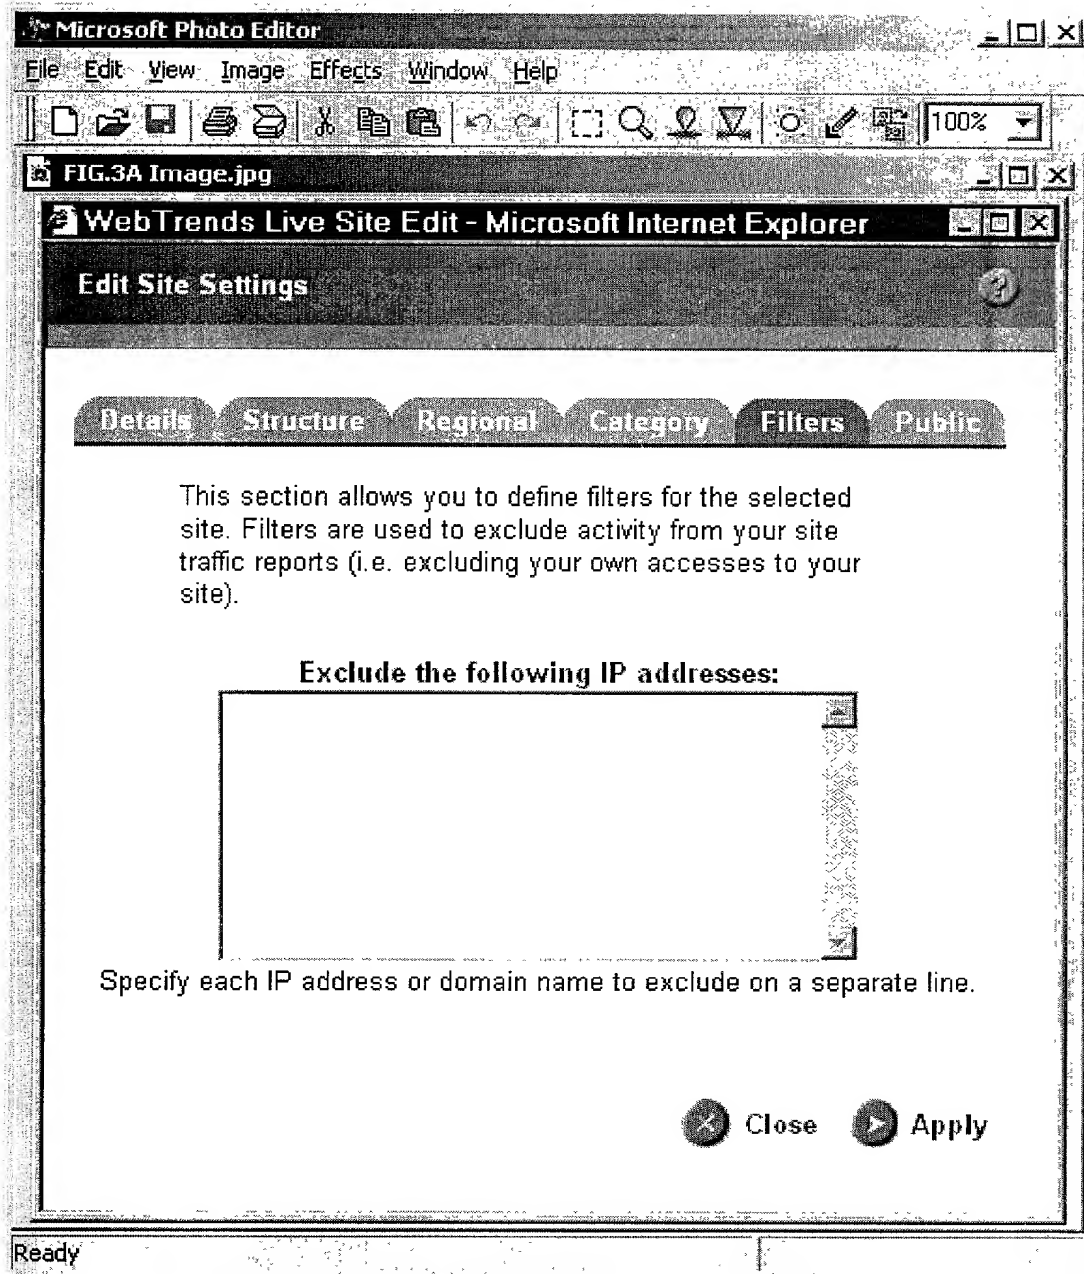 Microsoft Photo Editor
File Edit View Image Effects Window Help
100%
FIG.3A Image.jpg
WebTrends Live Site Edit - Microsoft Internet Explorer
Edit Site Settings
?
Details Structure Regional Category Filters Public
This section allows you to define filters for the selected
site. Filters are used to exclude activity from your site
traffic reports (i.e. excluding your own accesses to your
site).
Exclude the following IP addresses:
Specify each IP address or domain name to exclude on a separate line.
Close Apply
Ready